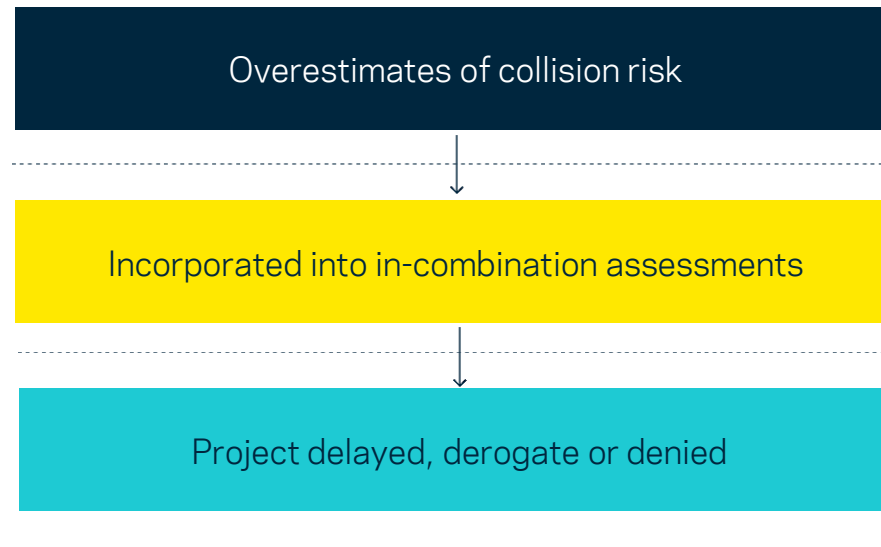 Overestimates of collision risk
Incorporated into in-combination assessments
Project delayed, derogate or denied